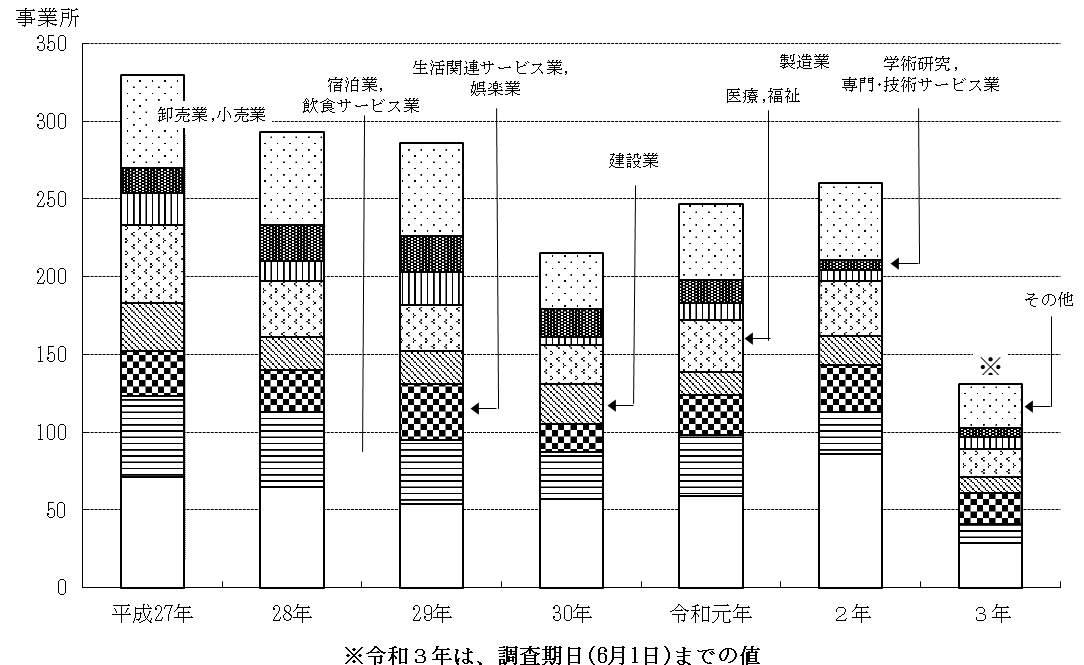 事業所
350
300
250
200
150
100
50
0
卸売業,小売業
宿泊業,
飲食サービス業
生活関連サービス業,
娯楽業
建設業
製造業
医療,福祉
学術研究,
専門・技術サービス業
その他
※
平成27年
28年
29年
30年
令和元年
２年
３年
※令和３年は、調査期日(6月1日)までの値